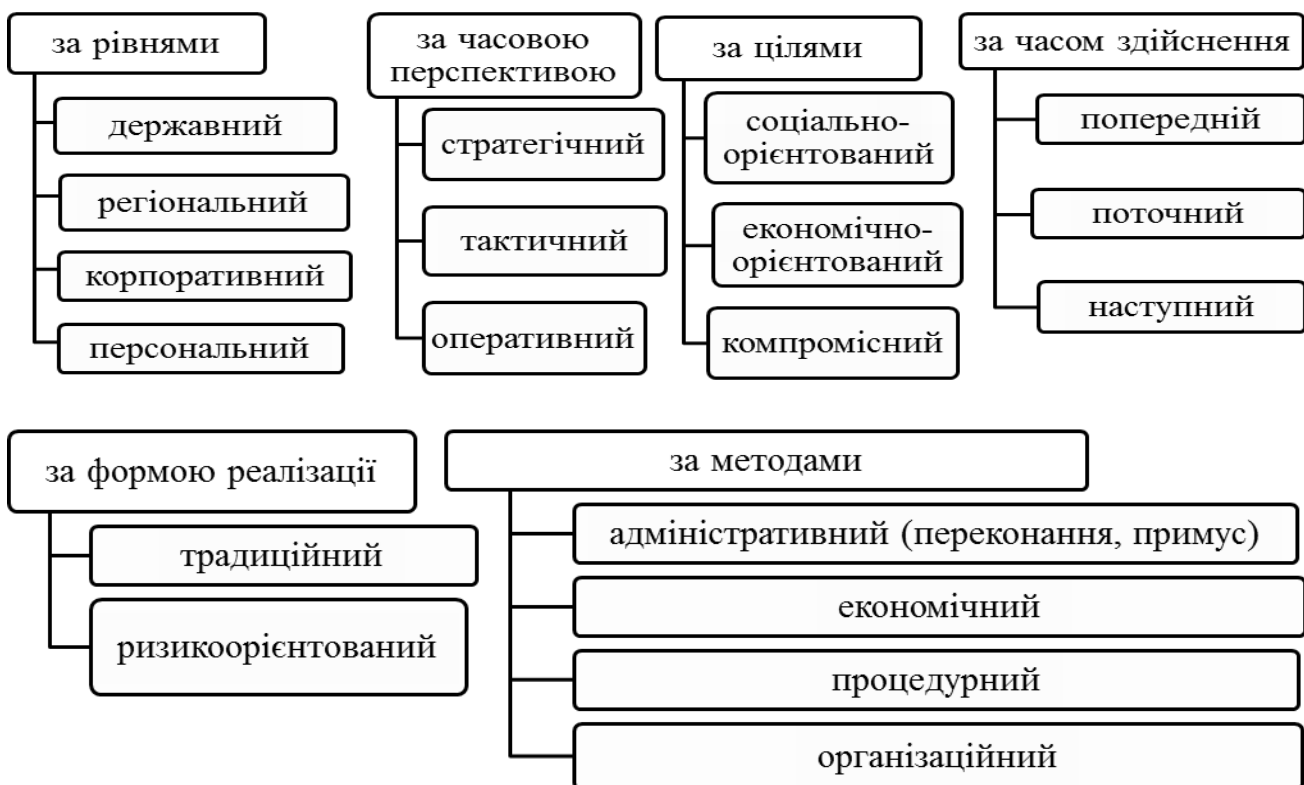 за рівнями
державний
регіональний
корпоративний
персональний
за часовою
перспективою
стратегічний
тактичний
оперативний
за цілями
соціально-
орієнтований
економічно-
орієнтований
компромісний
за часом здійснення
попередній
поточний
наступний
за формою реалізації
традиційний
ризикоорієнтований
за методами
адміністративний (переконання, примус)
економічний
процедурний
організаційний